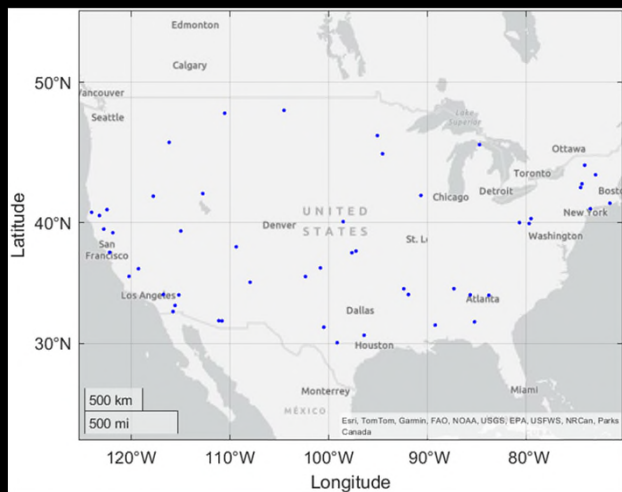 Edmonton
Calgary
50°N
Vancouver
Seattle
Lake
Superior
Ottawa
Toronto
Bost
Chicago
Detroit
40°N
UNITED
STATES
New York
Denver
St. L
Washington
San
Francisco
Los Angeles
Atlanta
Dallas
30°N
Houston
Monterrey
Miami
MÉXICO
500 km
500 mi
Esri, TomTom, Garmin, FAO, NOAA, USGS, EPA, USFWS, NRCan, Parks
Canada
120°W
110°W
100°W
90°W
80°W
Longitude
Latitude